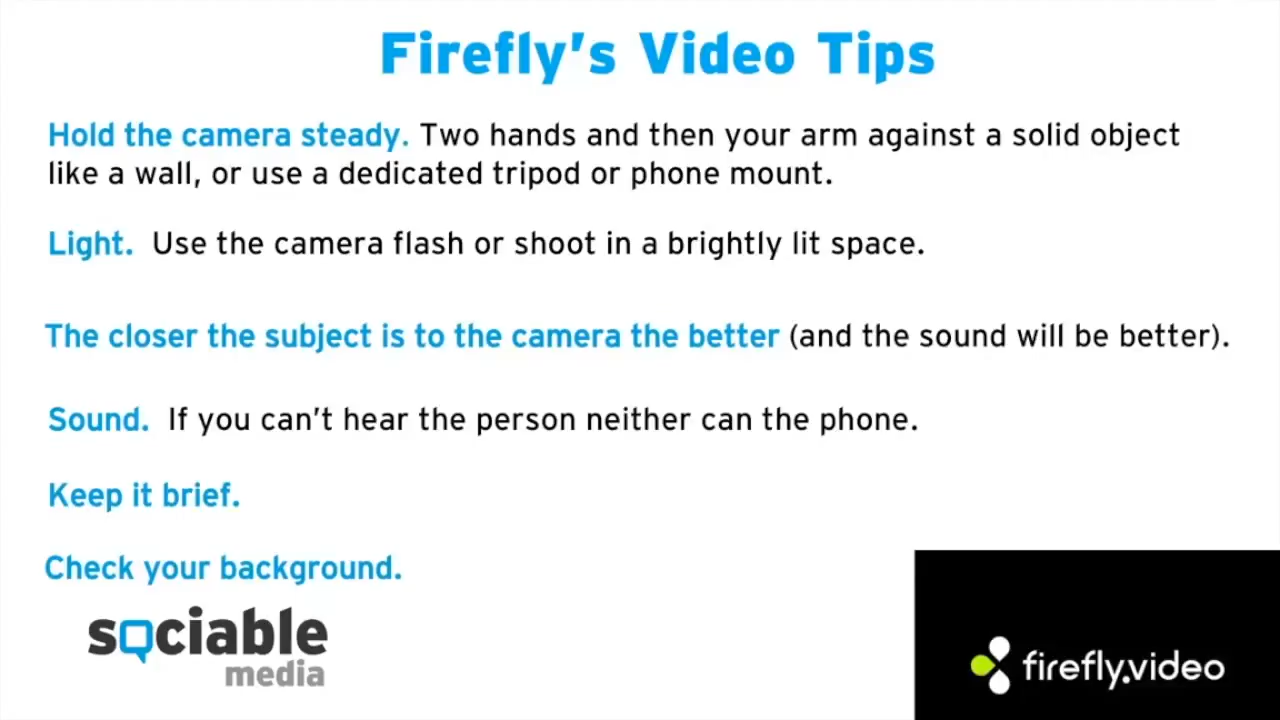 Firefly’s Video Tips
Hold the camera steady. Two hands and then your arm against a solid object
like a wall, or use a dedicated tripod or phone mount.
Light. Use the camera flash or shoot in a brightly lit space.
The closer the subject is to the camera the better (and the sound will be better).
Sound. If you can’t hear the person neither can the phone.
Keep it brief.
Check your background.
sociable
media
firefly.video